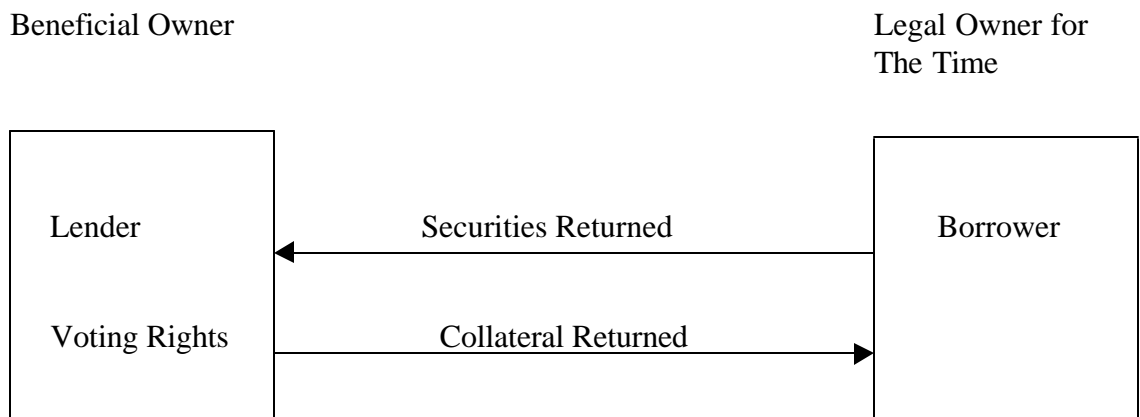 Beneficial Owner
Legal Owner for
The Time
Lender
Securities Returned
Borrower
Voting Rights
Collateral Returned